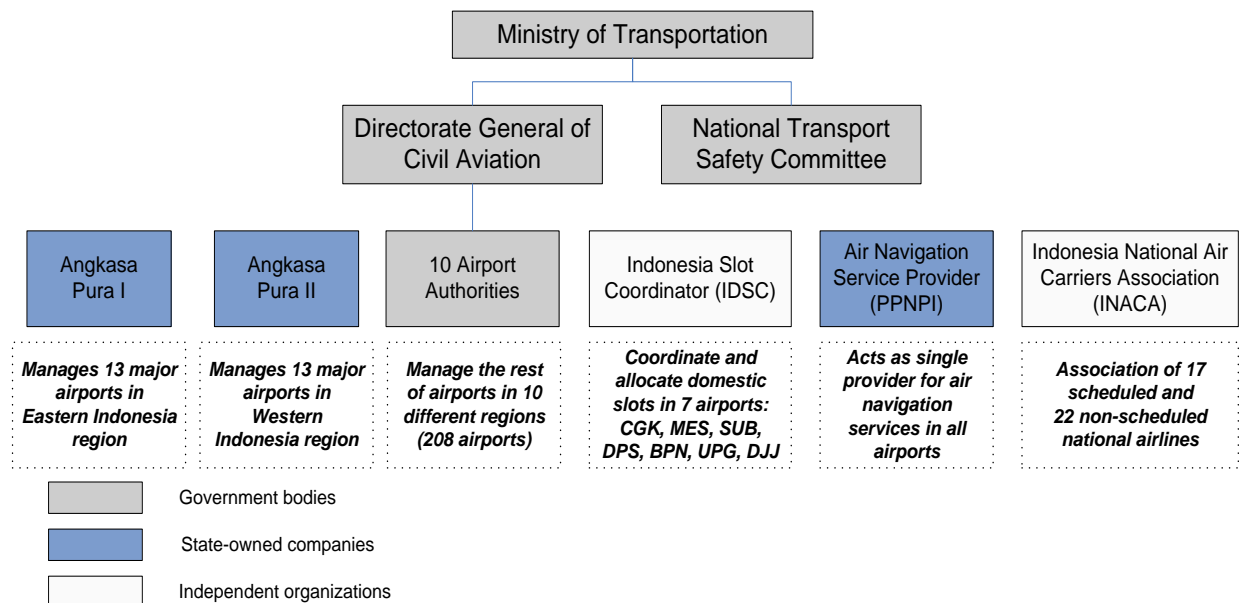 Ministry of Transportation
Directorate General of
Civil Aviation
National Transport
Safety Committee
Angkasa
Pura I
Angkasa
Pura II
10 Airport
Authorities
Indonesia Slot
Coordinator (IDSC)
Air Navigation
Service Provider
(PPNPI)
Indonesia National Air
Carriers Association
(INACA)
Manages 13 major
airports in
Eastern Indonesia
region
Manages 13 major
airports in
Western
Indonesia region
Manage the rest
of airports in 10
different regions
(208 airports)
Coordinate and
allocate domestic
slots in 7 airports:
CGK, MES, SUB,
DPS, BPN, UPG, DJJ
Acts as single
provider for air
navigation
services in all
airports
Association of 17
scheduled and
22 non-scheduled
national airlines
Government bodies
State-owned companies
Independent organizations